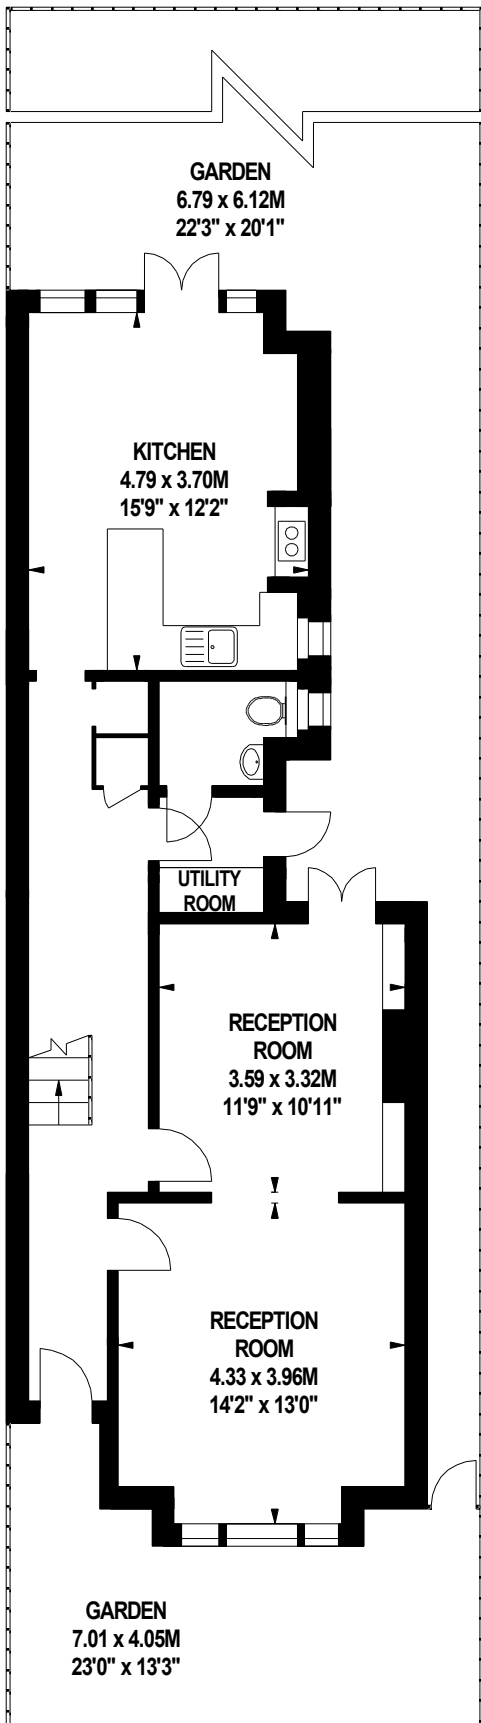 GARDEN
6.79 x 6.12M
22'3" x 20'1"
KITCHEN
4.79 x 3.70M
15'9" x 12'2"
UTILITY
ROOM
RECEPTION
ROOM
3.59 x 3.32M
11'9" x 10'11"
RECEPTION
ROOM
4.33 x 3.96M
14'2" x 13'0"
GARDEN
7.01 x 4.05M
23'0" x 13'3"